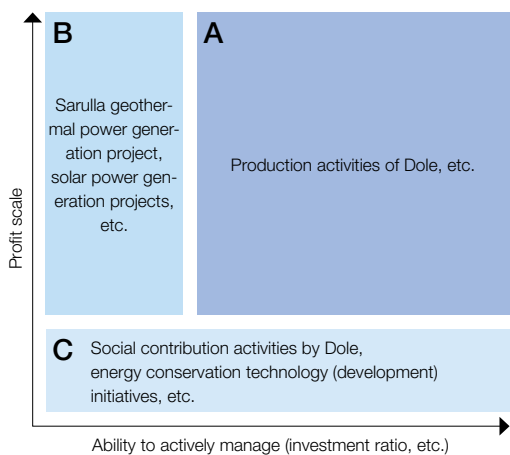 B
Sarulla geother-
mal power gener-
ation project,
solar power gen-
eration projects,
etc.
A
Production activities of Dole, etc.
Profit scale
C
Social contribution activities by Dole,
energy conservation technology (development)
initiatives, etc.
Ability to actively manage (investment ratio, etc.)